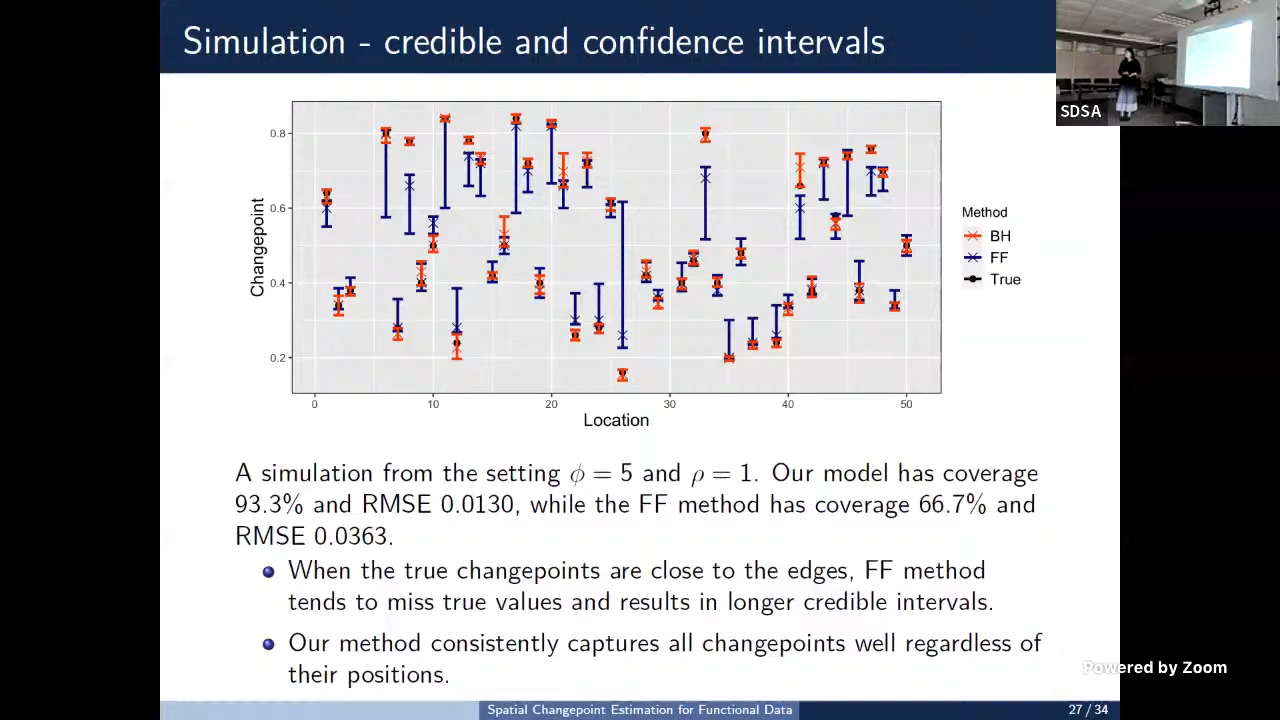 Simulation - credible and confidence intervals
SDSA
0.8
0.6
0.4
0.2
Changepoint
0
10
20
30
40
50
Location
Method
BH
FF
True
A simulation from the setting ϕ = 5 and ρ = 1. Our model has coverage
93.3% and RMSE 0.0130, while the FF method has coverage 66.7% and
RMSE 0.0363.
When the true changepoints are close to the edges, FF method
tends to miss true values and results in longer credible intervals.
Our method consistently captures all changepoints well regardless of
their positions.
Powered by Zoom
Spatial Changepoint Estimation for Functional Data
27 / 34